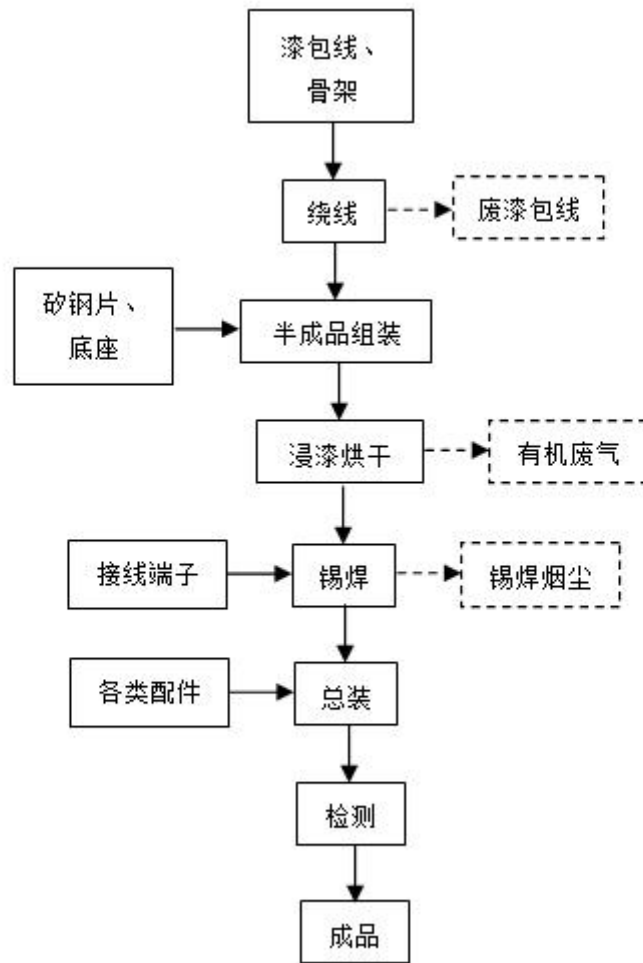 漆包线、
骨架
绕线
废漆包线
矽钢片、
底座
半成品组装
浸漆烘干
有机废气
接线端子
锡焊
锡焊烟尘
各类配件
总装
检测
成品